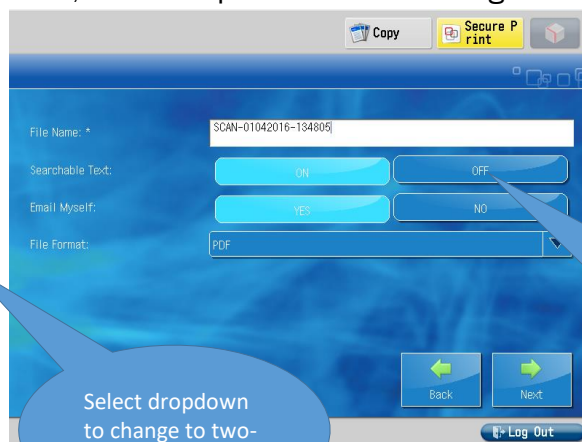 Copy
Secure P
rint
File Name: *
SCAN-01042016-134805
Searchable Text:
ON
OFF
Email Myself:
YES
NO
File Format:
PDF
Back
Next
Select dropdown
to change to two-
Log Out